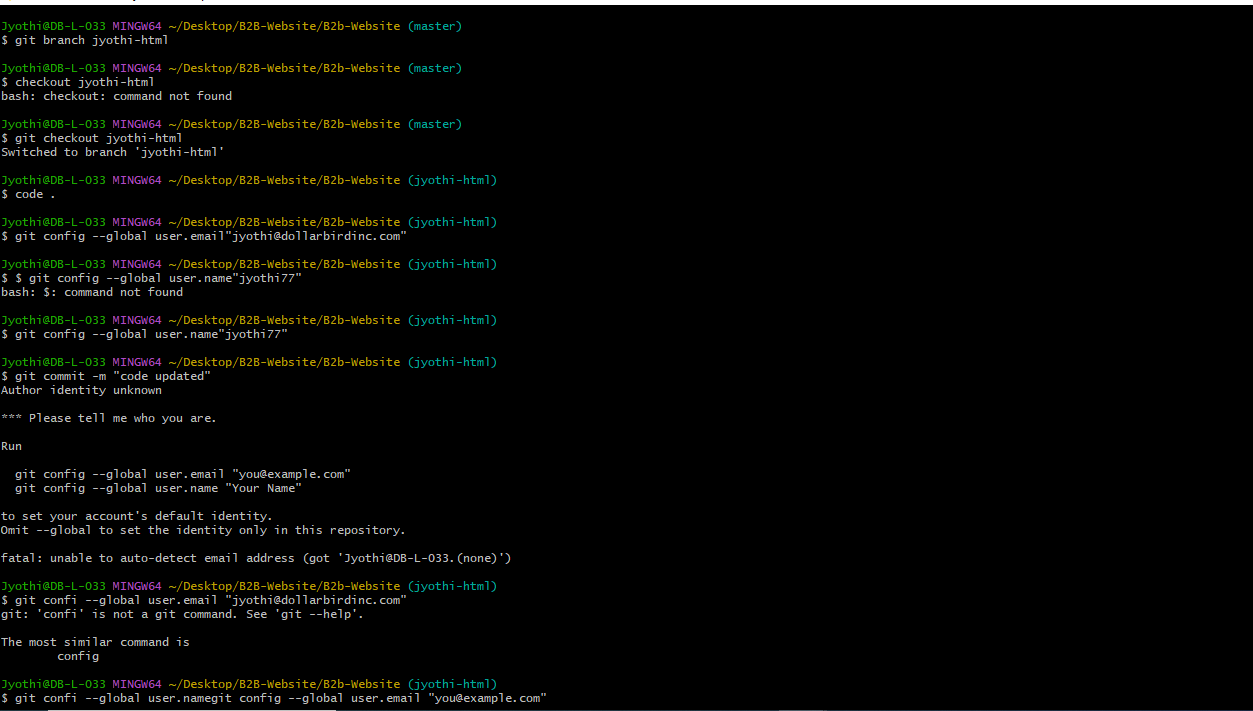 Jyothi@DB-L-033 MINGW64 ~/Desktop/B2B-Website/B2b-Website (master)
$ git branch jyothi-html
Jyothi@DB-L-033 MINGW64 ~/Desktop/B2B-Website/B2b-Website (master)
$ checkout jyothi-html
bash: checkout: command not found
Jyothi@DB-L-033 MINGW64 ~/Desktop/B2B-Website/B2b-Website (master)
$ git checkout jyothi-html
Switched to branch 'jyothi-html'
Jyothi@DB-L-033 MINGW64 ~/Desktop/B2B-Website/B2b-Website (jyothi-html)
$ code .
Jyothi@DB-L-033 MINGW64 ~/Desktop/B2B-Website/B2b-Website (jyothi-html)
$ git config --global user.email"jyothi@dollarbirdinc.com"
Jyothi@DB-L-033 MINGW64 ~/Desktop/B2B-Website/B2b-Website (jyothi-html)
$ $ git config --global user.name"jyothi77"
bash: $: command not found
Jyothi@DB-L-033 MINGW64 ~/Desktop/B2B-Website/B2b-Website (jyothi-html)
$ git config --global user.name"jyothi77"
Jyothi@DB-L-033 MINGW64 ~/Desktop/B2B-Website/B2b-Website (jyothi-html)
$ git commit -m "code updated"
Author identity unknown
*** Please tell me who you are.
Run
  git config --global user.email "you@example.com"
  git config --global user.name "Your Name"
to set your account's default identity.
Omit --global to set the identity only in this repository.
fatal: unable to auto-detect email address (got 'Jyothi@DB-L-033.(none)')
Jyothi@DB-L-033 MINGW64 ~/Desktop/B2B-Website/B2b-Website (jyothi-html)
$ git confi --global user.email "jyothi@dollarbirdinc.com"
git: 'confi' is not a git command. See 'git --help'.
The most similar command is
        config
Jyothi@DB-L-033 MINGW64 ~/Desktop/B2B-Website/B2b-Website (jyothi-html)
$ git confi --global user.namegit config --global user.email "you@example.com"